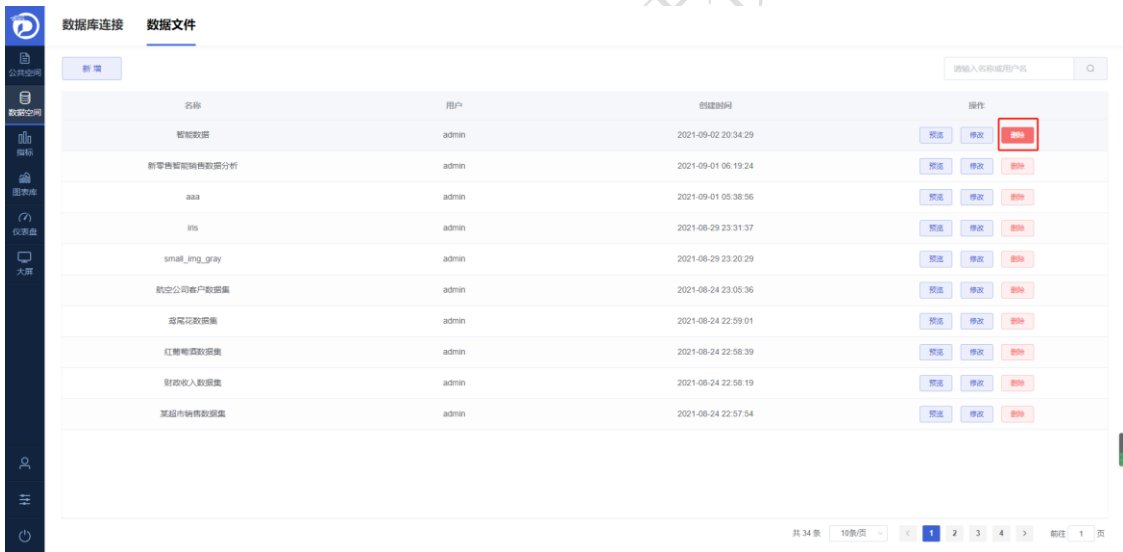 数据库连接 数据文件
公共空间
数据空间
指标
图表库
仪表盘
大屏
新增
请输入名称或用户名
名称 用户 创建时间 操作
智能数据 admin 2021-09-02 20:34:29 预览 修改 删除
新零售智能销售数据分析 admin 2021-09-01 06:19:24 预览 修改 删除
aaa admin 2021-09-01 05:38:56 预览 修改 删除
iris admin 2021-08-29 23:31:37 预览 修改 删除
small_img_gray admin 2021-08-29 23:20:29 预览 修改 删除
航空公司客户数据集 admin 2021-08-24 23:05:36 预览 修改 删除
鸢尾花数据集 admin 2021-08-24 22:59:01 预览 修改 删除
红葡萄酒数据集 admin 2021-08-24 22:58:39 预览 修改 删除
财政收入数据集 admin 2021-08-24 22:58:19 预览 修改 删除
某超市销售数据集 admin 2021-08-24 22:57:54 预览 修改 删除
共 34 条 10条/页 1 2 3 4 前往 1 页